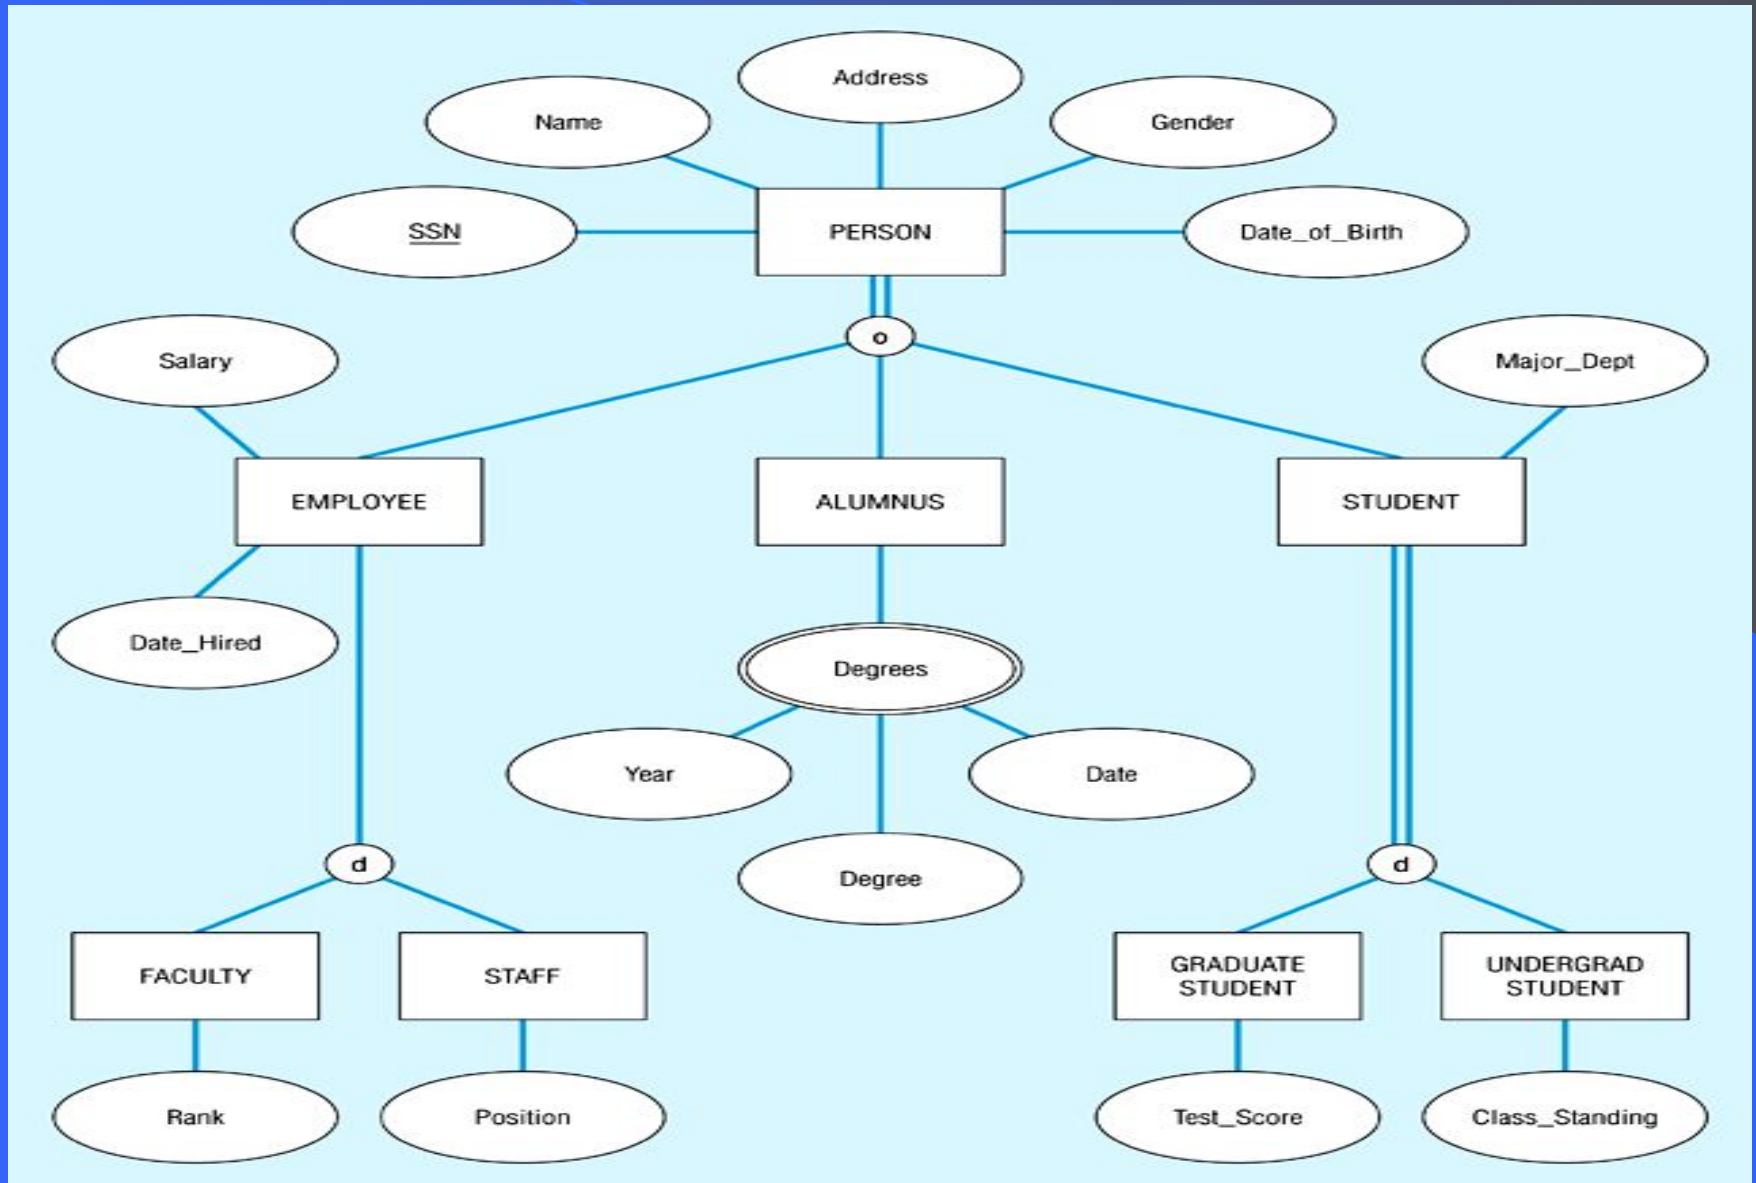 Address
Name
Gender
SSN
PERSON
Date_of_Birth
o
Salary
Major_Dept
EMPLOYEE
ALUMNUS
STUDENT
Date_Hired
Degrees
Year
Date
d
d
Degree
FACULTY
STAFF
GRADUATE
STUDENT
UNDERGRAD
STUDENT
Rank
Position
Test_Score
Class_Standing